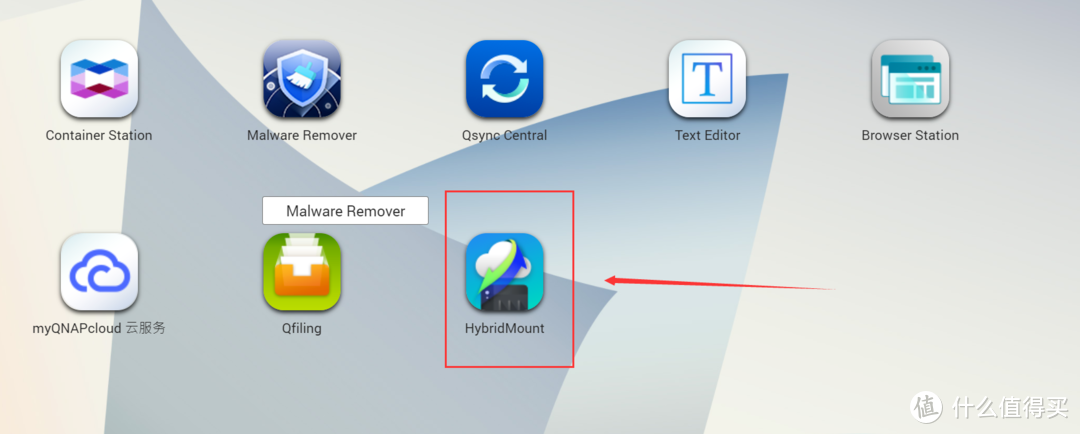 Container Station
Malware Remover
Qsync Central
T
Text Editor
Browser Station
Malware Remover
myQNAPcloud 云服务
Qfiling
HybridMount
值 什么值得买